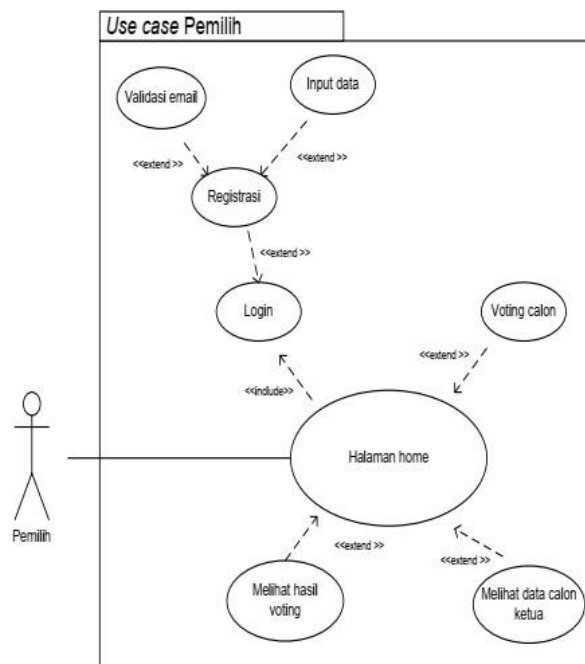 Use case Pemilih
Validasi email
Input data
<<extend >>
<<extend >>
Registrasi
<<extend >>
Login
Voting calon
<<extend >>
<<include>>
Halaman home
Pemilih
<<extend >>
<<extend >>
Melihat hasil
voting
Melihat data calon
ketua